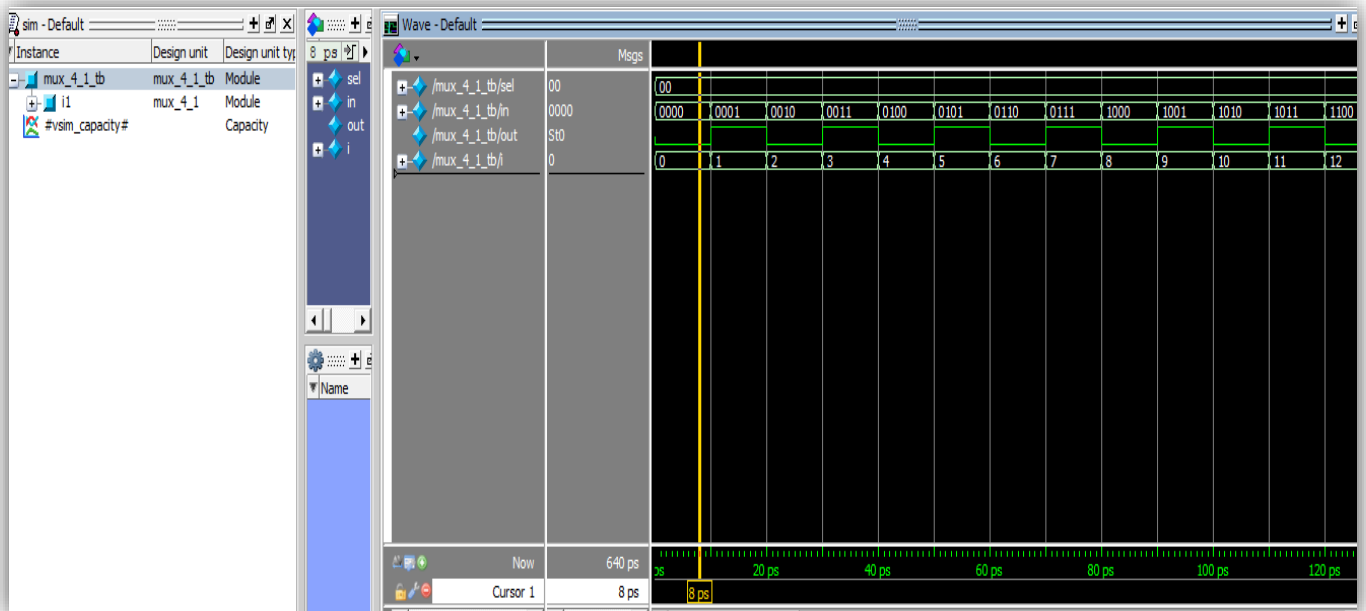 sim - Default
Instance Design unit Design unit typ
mux_4_1_tb mux_4_1_tb Module
i1 mux_4_1 Module
#vsim_capacity# Capacity
8 ps
sel
in
out
i
Name
Wave - Default
Msgs
/mux_4_1_tb/sel 00 00
/mux_4_1_tb/in 0000 0000 0001 0010 0011 0100 0101 0110 0111 1000 1001 1010 1011 1100
/mux_4_1_tb/out St0
/mux_4_1_tb/i 0 0 1 2 3 4 5 6 7 8 9 10 11 12
Now 640 ps ps 20 ps 40 ps 60 ps 80 ps 100 ps 120 ps
Cursor 1 8 ps 8 ps